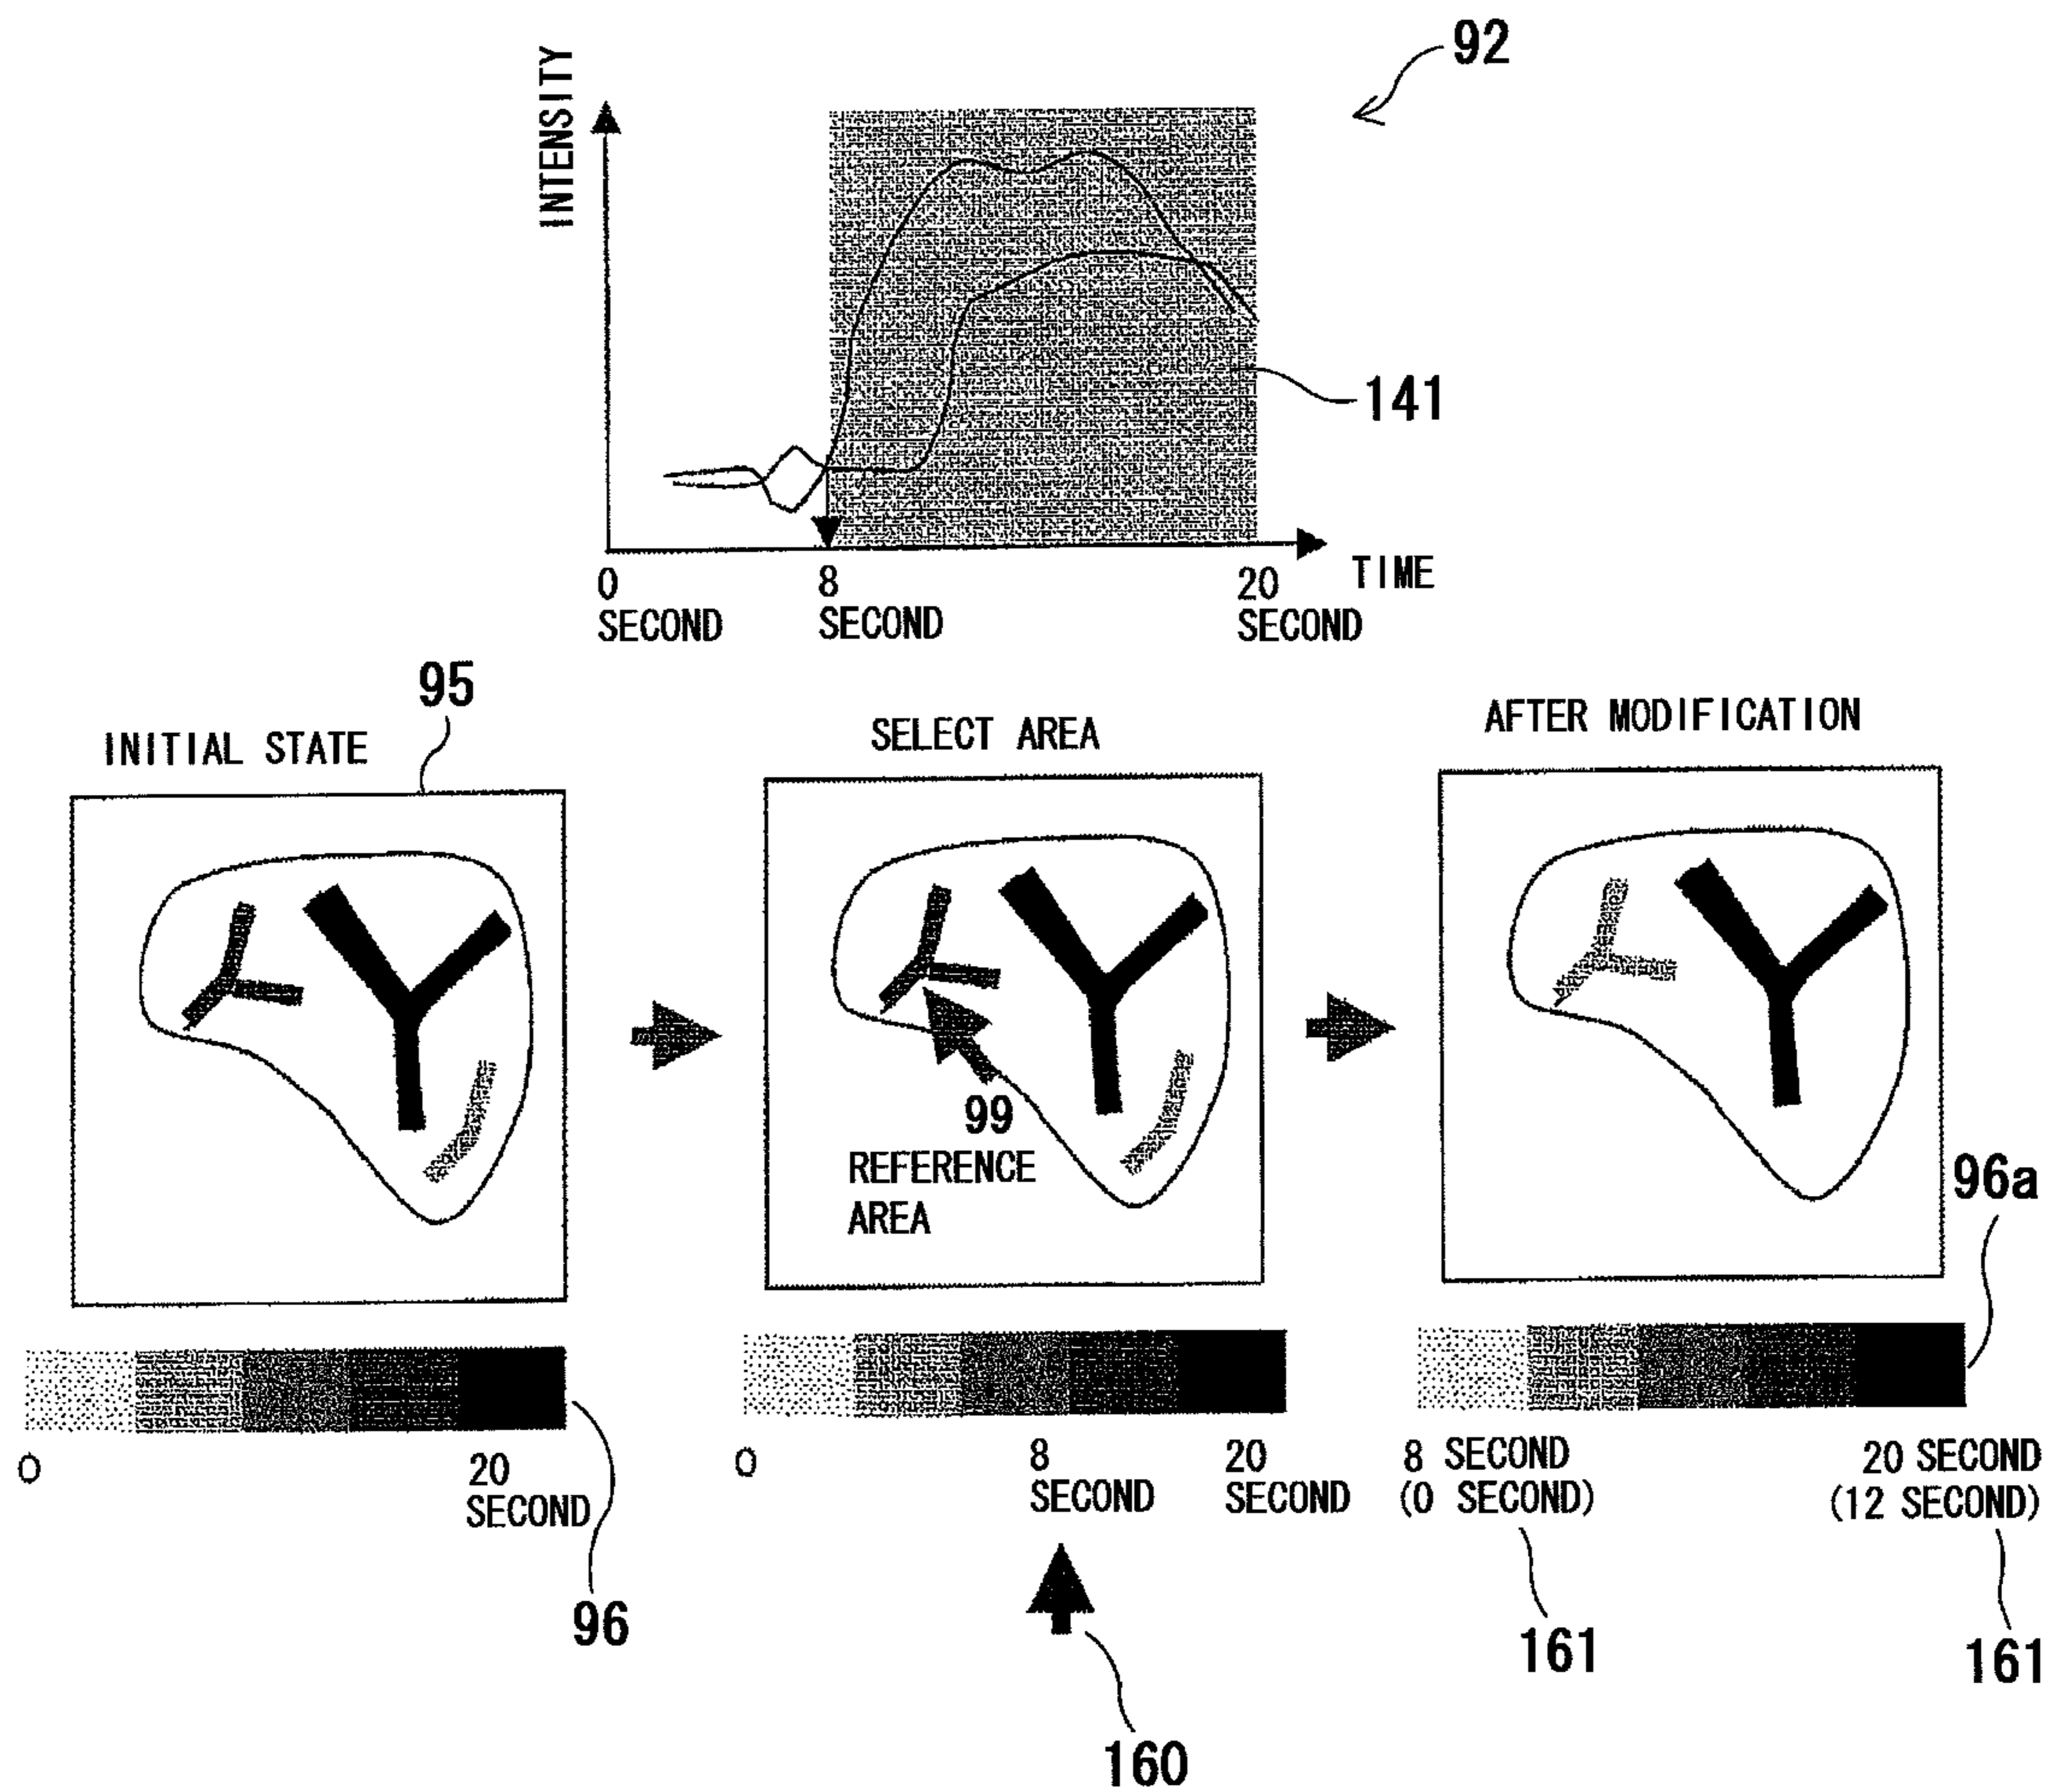 92
INTENSITY
141
TIME
0
SECOND
8
SECOND
20
SECOND
95
INITIAL STATE
SELECT AREA
AFTER MODIFICATION
99
REFERENCE
AREA
96a
0
20
SECOND
0
8
SECOND
20
SECOND
8 SECOND
(0 SECOND)
20 SECOND
(12 SECOND)
96
160
161
161